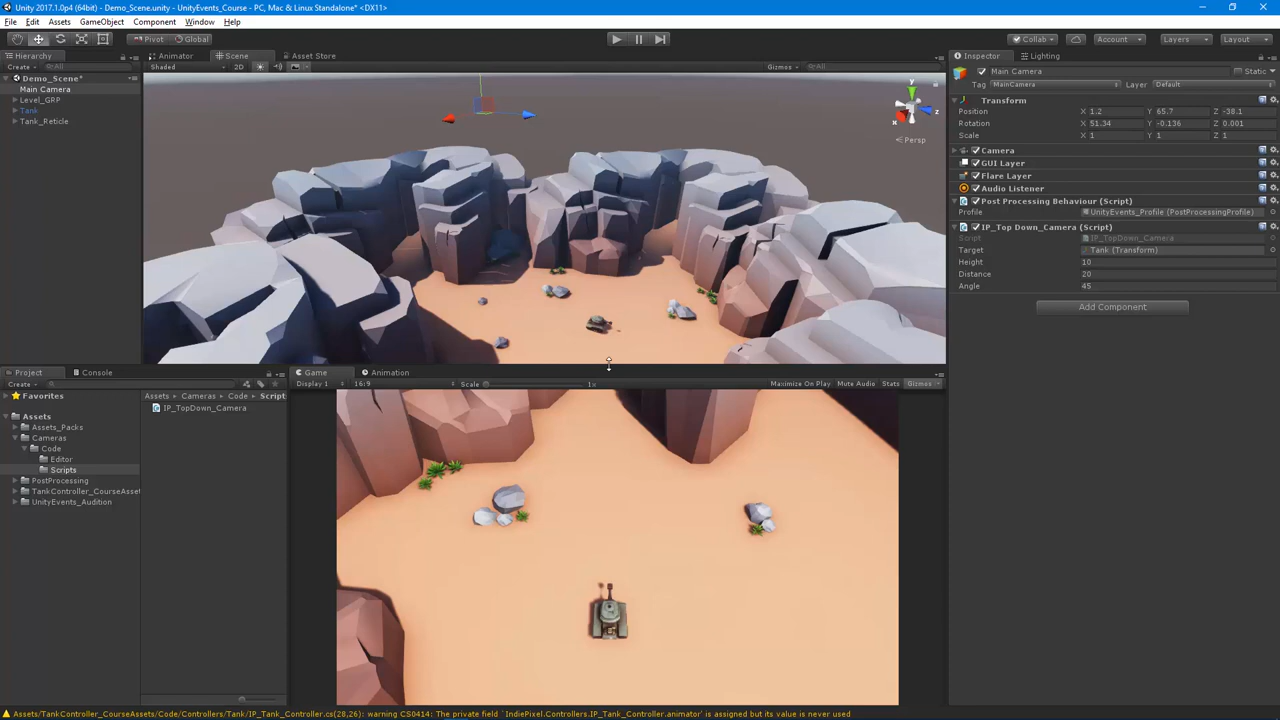 Unity 2017.1.0p4 (64bit) - Demo_Scene.unity - UnityEvents_Course - PC, Mac & Linux Standalone* <DX11>
File Edit Assets GameObject Component Window Help
Pivot Global Collab Account Layers Layout
Hierarchy
Create All
Demo_Scene*
Main Camera
Level_GRP
Tank
Tank_Reticle
Animator Scene Asset Store
Shaded 2D Gizmos All
y
x
z
Persp
Project Console
Create
Favorites
Assets
Assets_Packs
Cameras
Code
Editor
Scripts
PostProcessing
TankController_CourseAsset
UnityEvents_Audition
Assets Cameras Code Script
IP_TopDown_Camera
Game Animation
Display 1 16:9 Scale 1x Maximize On Play Mute Audio Stats Gizmos
Inspector Lighting
Main Camera Static
Tag MainCamera Layer Default
Transform
Position X 1.2 Y 65.7 Z -38.1
Rotation X 51.34 Y -0.136 Z 0.001
Scale X 1 Y 1 Z 1
Camera
GUI Layer
Flare Layer
Audio Listener
Post Processing Behaviour (Script)
Profile UnityEvents_Profile (PostProcessingProfile)
IP_Top Down_Camera (Script)
Script IP_TopDown_Camera
Target Tank (Transform)
Height 10
Distance 20
Angle 45
Add Component
Assets/TankController_CourseAssets/Code/Controllers/Tank/IP_Tank_Controller.cs(28,26): warning CS0414: The private field `IndiePixel.Controllers.IP_Tank_Controller.animator' is assigned but its value is never used